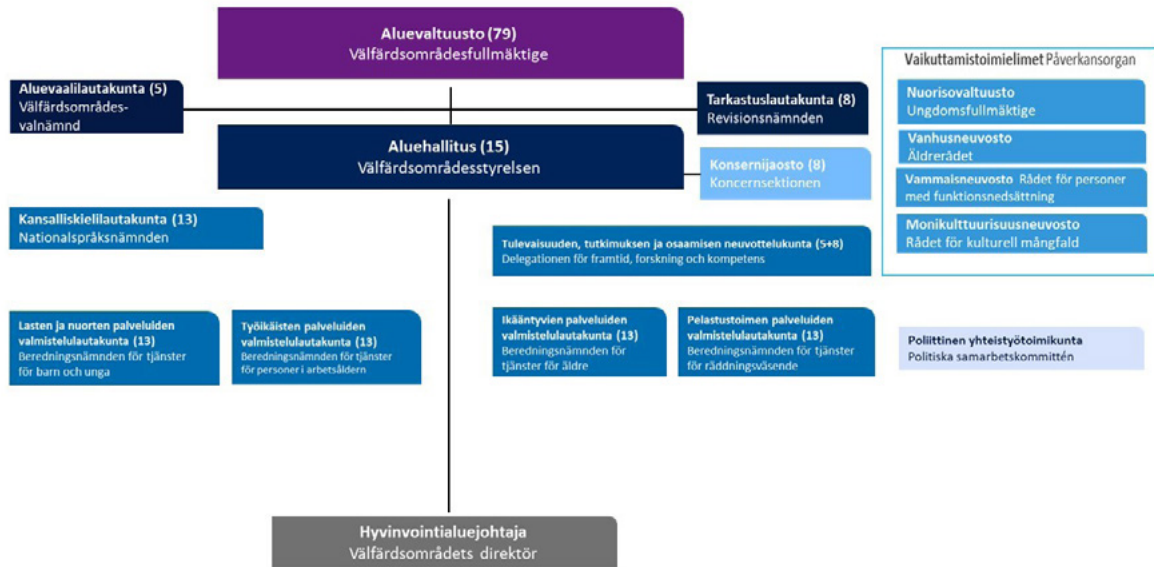 Aluevaltuusto (79)
Välfärdsområdesfullmäktige
Aluevaalilautakunta (5)
Välfärdsområdes-
valnämnd
Tarkastuslautakunta (8)
Revisionsnämnden
Aluehallitus (15)
Välfärdsområdesstyrelsen
Konsernijaosto (8)
Koncernsektionen
Vaikuttamistoimielimet Påverkansorgan
Nuorisovaltuusto
Ungdomsfullmäktige
Vanhusneuvosto
Äldrerådet
Vammaisneuvosto Rådet för personer
med funktionsnedsättning
Monikulttuurisuusneuvosto
Rådet för kulturell mångfald
Kansalliskielilautakunta (13)
Nationalspråksnämnden
Tulevaisuuden, tutkimuksen ja osaamisen neuvottelukunta (5+8)
Delegationen för framtid, forskning och kompetens
Lasten ja nuorten palveluiden
valmistelulautakunta (13)
Beredningsnämnden för tjänster
för barn och unga
Työikäisten palveluiden
valmistelulautakunta (13)
Beredningsnämnden för tjänster
för personer i arbetsåldern
Ikääntyvien palveluiden
valmistelulautakunta (13)
Beredningsnämnden för
tjänster för äldre
Pelastustoimen palveluiden
valmistelulautakunta (13)
Beredningsnämnden för tjänster
för räddningsväsende
Poliittinen yhteistyötoimikunta
Politiska samarbetskommittén
Hyvinvointialuejohtaja
Välfärdsområdets direktör